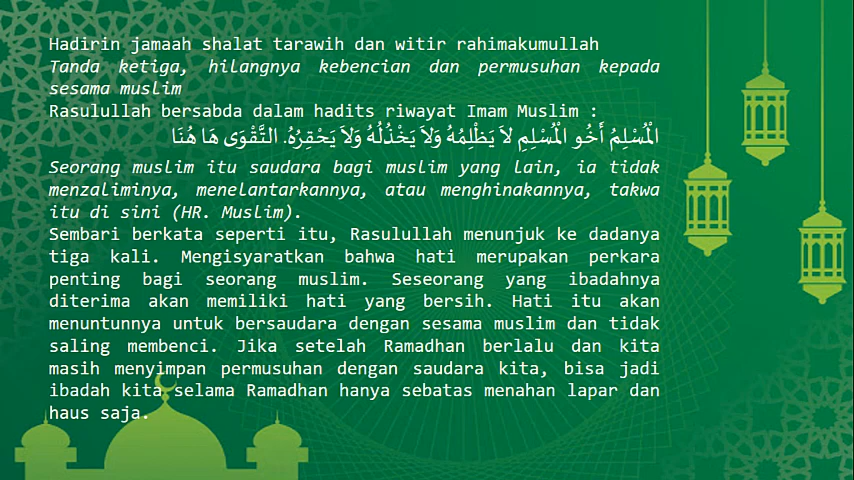 Hadirin jamaah shalat tarawih dan witir rahimakumullah
Tanda ketiga, hilangnya kebencian dan permusuhan kepada
sesama muslim
Rasulullah bersabda dalam hadits riwayat Imam Muslim :
الْمُسْلِمُ أَخُو الْمُسْلِمِ لاَ يَظْلِمُهُ وَلاَ يَخْذُلُهُ وَلاَ يَحْقِرُهُ. التَّقْوَى هَا هُنَا
Seorang muslim itu saudara bagi muslim yang lain, ia tidak
menzaliminya, menelantarkannya, atau menghinakannya, takwa
itu di sini (HR. Muslim).
Sembari berkata seperti itu, Rasulullah menunjuk ke dadanya
tiga kali. Mengisyaratkan bahwa hati merupakan perkara
penting bagi seorang muslim. Seseorang yang ibadahnya
diterima akan memiliki hati yang bersih. Hati itu akan
menuntunnya untuk bersaudara dengan sesama muslim dan tidak
saling membenci. Jika setelah Ramadhan berlalu dan kita
masih menyimpan permusuhan dengan saudara kita, bisa jadi
ibadah kita selama Ramadhan hanya sebatas menahan lapar dan
haus saja.